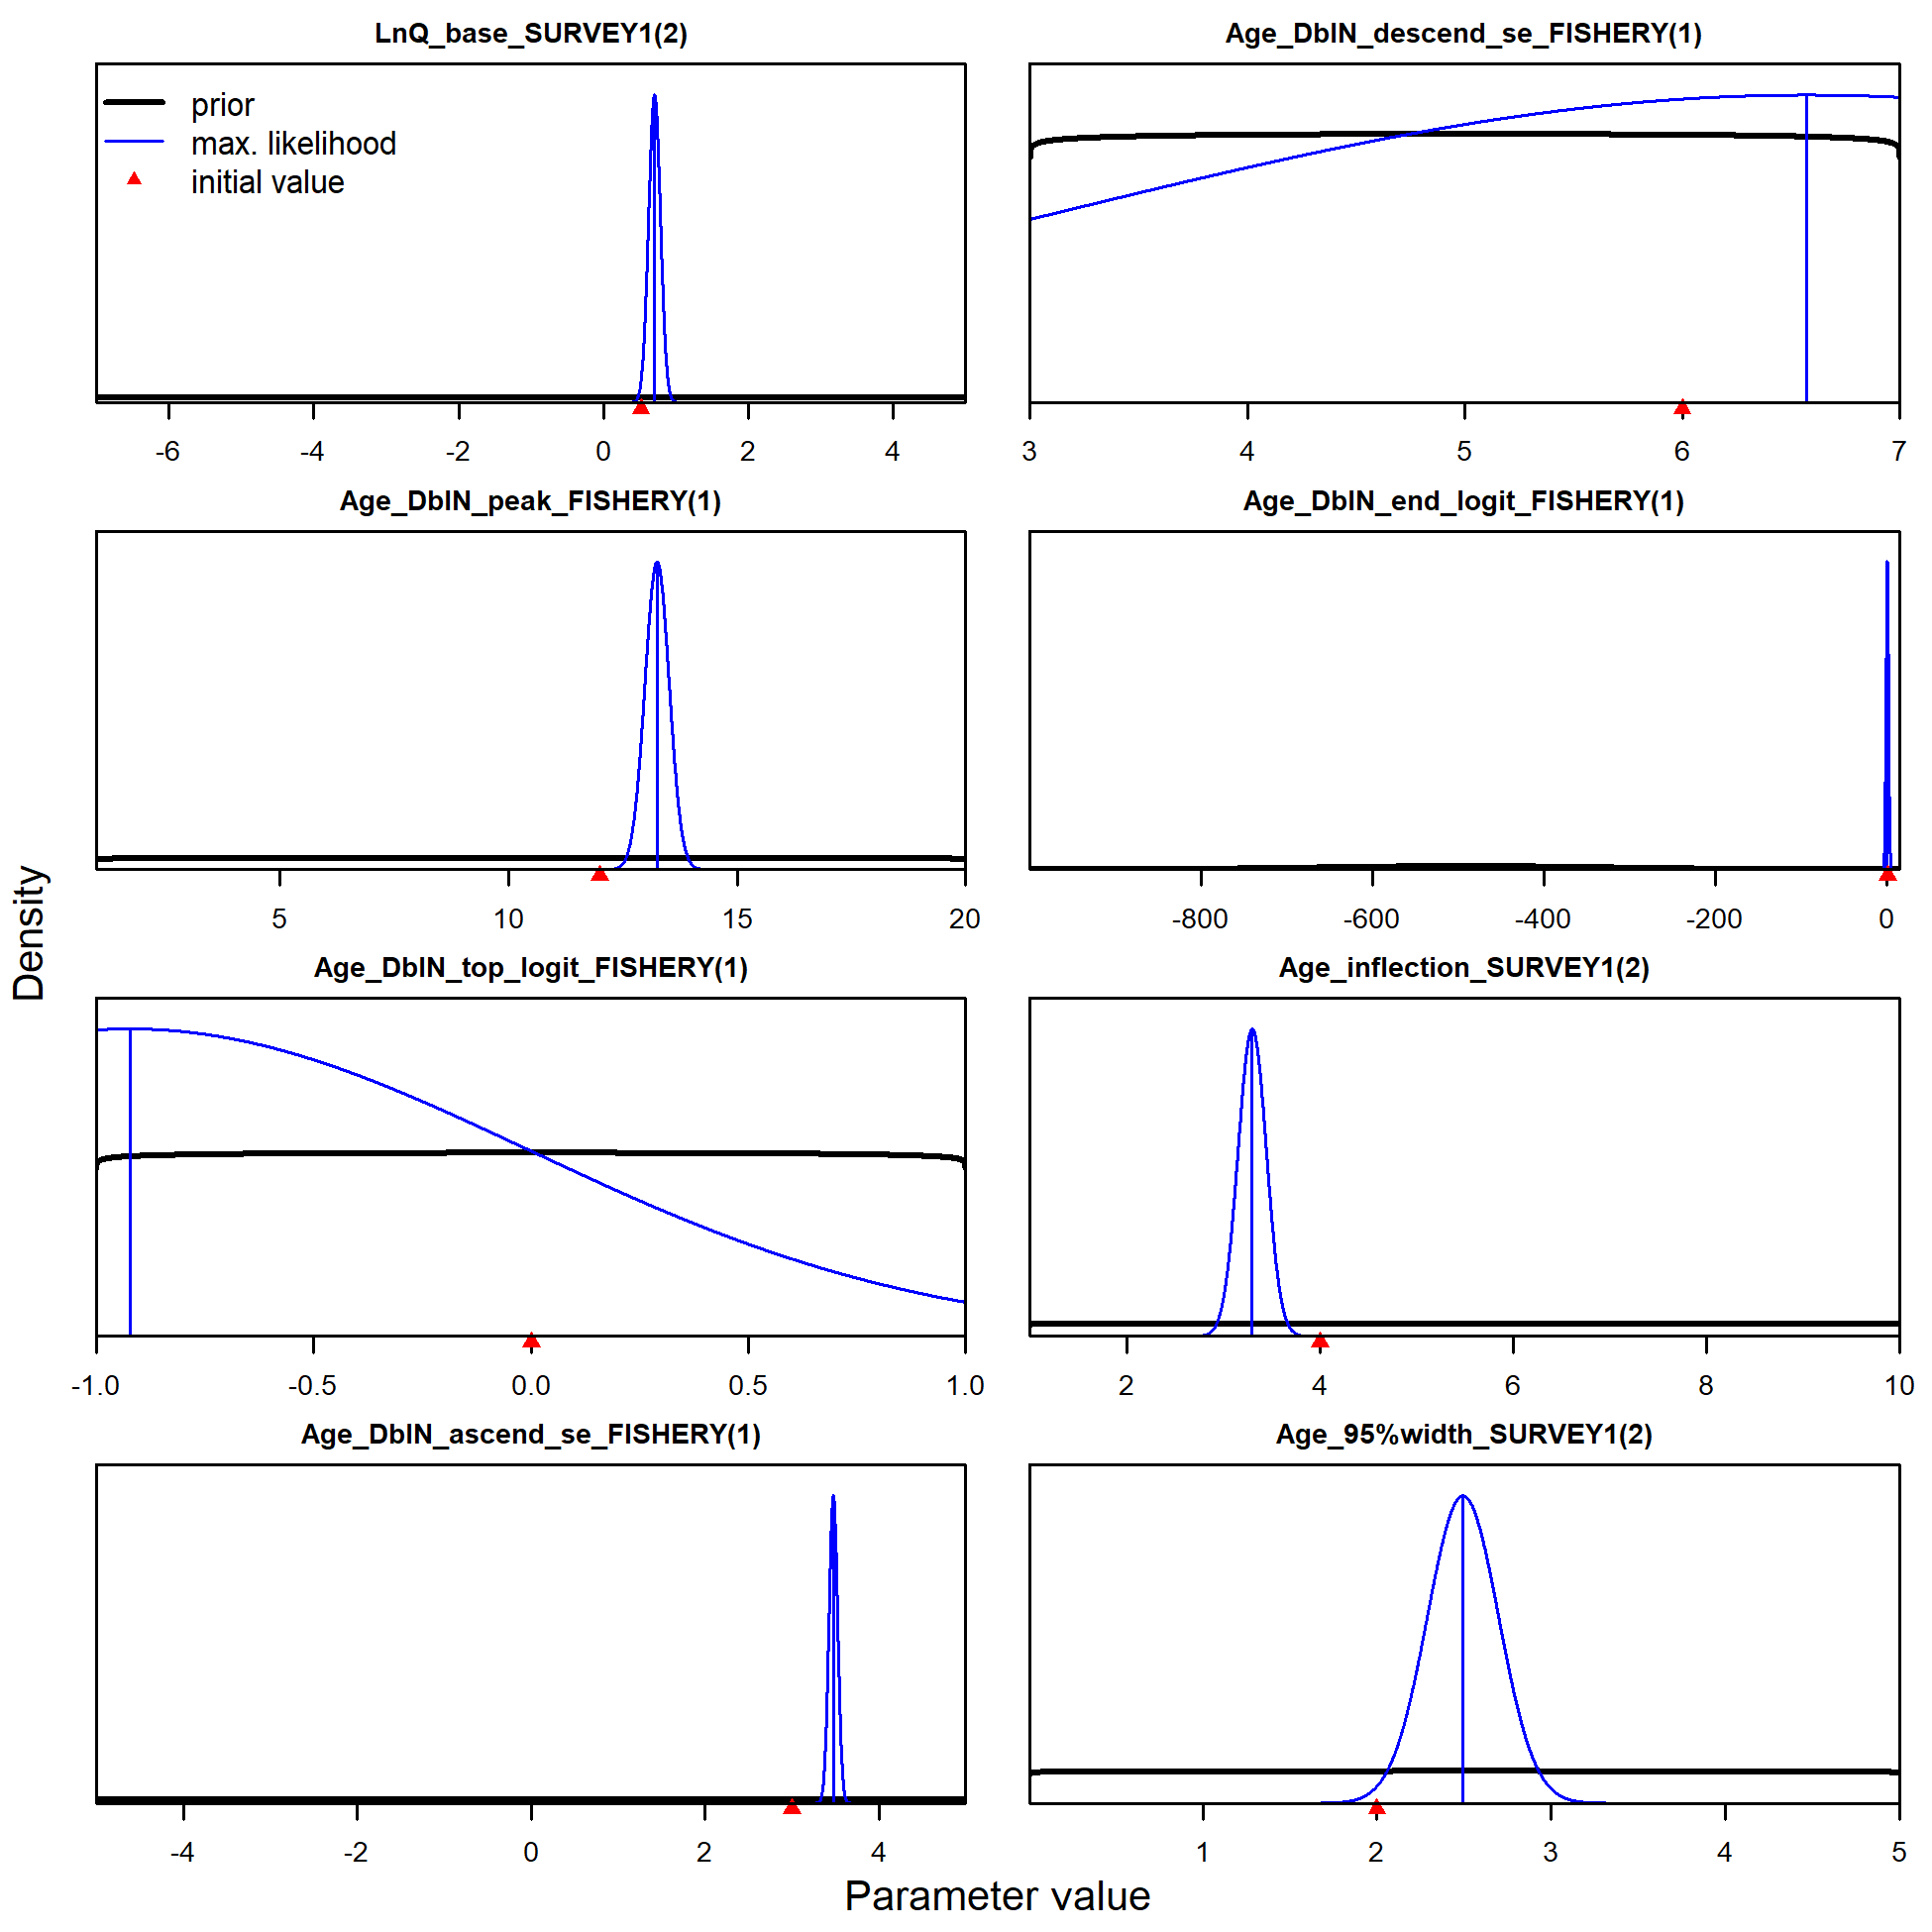 LnQ_base_SURVEY1(2)
prior
max. likelihood
initial value
-6 -4 -2 0 2 4
Age_DblN_descend_se_FISHERY(1)
3 4 5 6 7
Age_DblN_peak_FISHERY(1)
5 10 15 20
Age_DblN_end_logit_FISHERY(1)
-800 -600 -400 -200 0
Density
Age_DblN_top_logit_FISHERY(1)
-1.0 -0.5 0.0 0.5 1.0
Age_inflection_SURVEY1(2)
2 4 6 8 10
Age_DblN_ascend_se_FISHERY(1)
-4 -2 0 2 4
Age_95%width_SURVEY1(2)
1 2 3 4 5
Parameter value